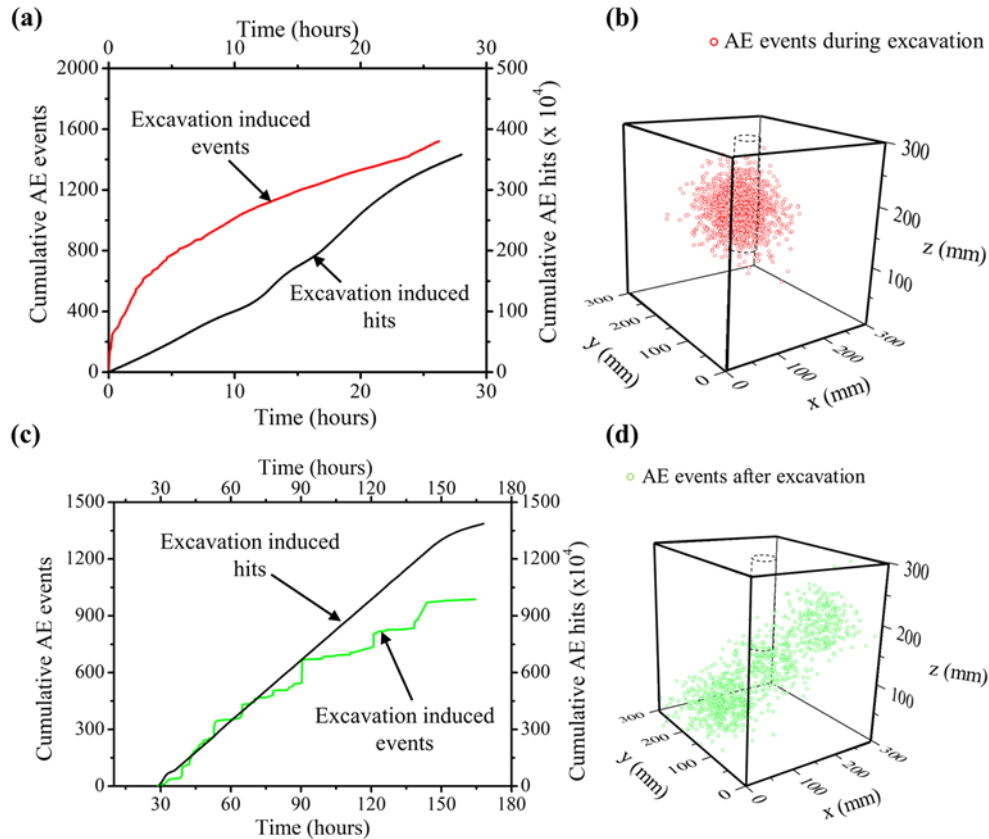 (a)
Time (hours)
0 10 20 30
2000
1600
1200
800
400
0
Cumulative AE events
500
400
300
200
100
0
Cumulative AE hits (x 10⁴)
Excavation induced
events
Excavation induced
hits
0 10 20 30
Time (hours)
(b)
AE events during excavation
300
200
100
z (mm)
300
200
100
0
y (mm)
0
100
200
300
x (mm)
(c)
Time (hours)
30 60 90 120 150 180
1500
1200
900
600
300
0
Cumulative AE events
1500
1200
900
600
300
0
Cumulative AE hits (x10⁴)
Excavation induced
hits
Excavation induced
events
30 60 90 120 150 180
Time (hours)
(d)
AE events after excavation
300
200
100
z (mm)
300
200
100
0
y (mm)
0
100
200
300
x (mm)